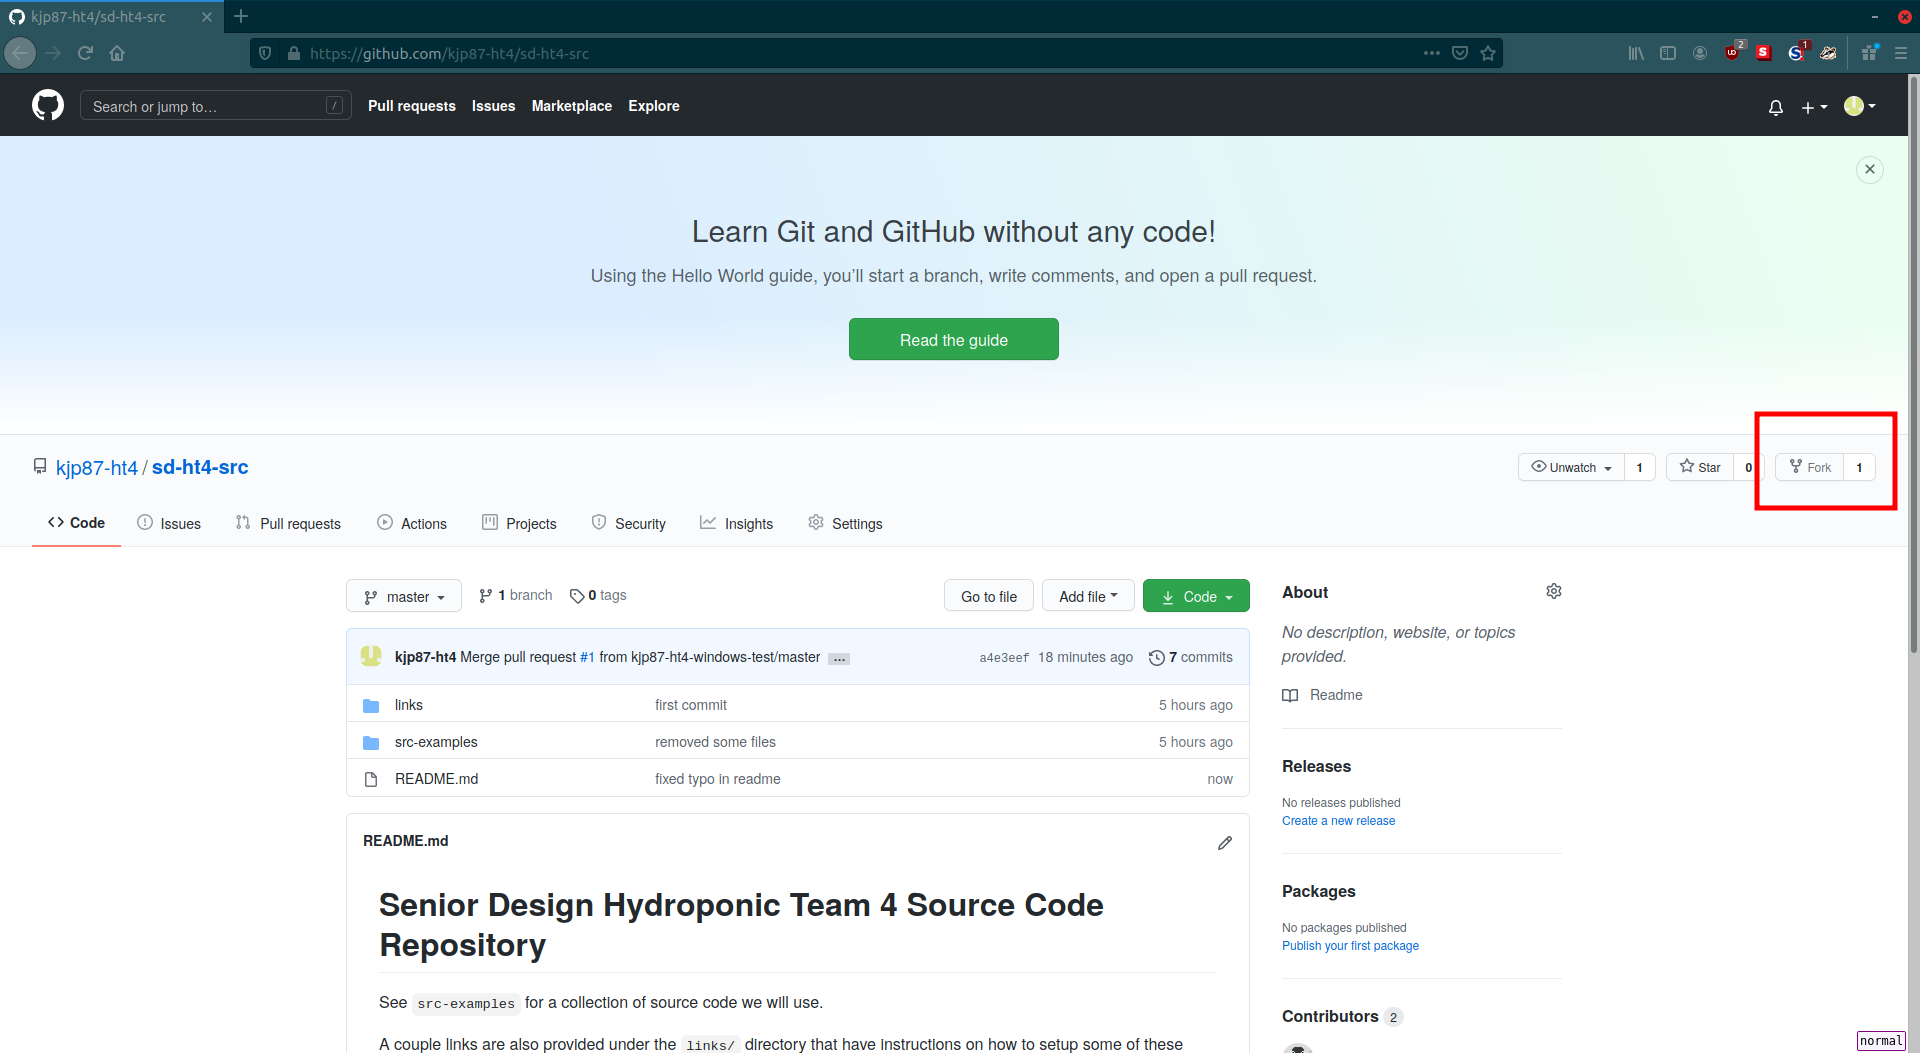 kjp87-ht4/sd-ht4-src
https://github.com/kjp87-ht4/sd-ht4-src
2
1
Search or jump to…
/
Pull requests
Issues
Marketplace
Explore
Learn Git and GitHub without any code!
Using the Hello World guide, you’ll start a branch, write comments, and open a pull request.
Read the guide
kjp87-ht4 / sd-ht4-src
Unwatch 1
Star 0
Fork 1
Code
Issues
Pull requests
Actions
Projects
Security
Insights
Settings
master
1 branch
0 tags
Go to file
Add file
Code
kjp87-ht4 Merge pull request #1 from kjp87-ht4-windows-test/master … a4e3eef 18 minutes ago 7 commits
links first commit 5 hours ago
src-examples removed some files 5 hours ago
README.md fixed typo in readme now
README.md
Senior Design Hydroponic Team 4 Source Code
Repository
See src-examples for a collection of source code we will use.
A couple links are also provided under the links/ directory that have instructions on how to setup some of these
About
No description, website, or topics
provided.
Readme
Releases
No releases published
Create a new release
Packages
No packages published
Publish your first package
Contributors 2
normal